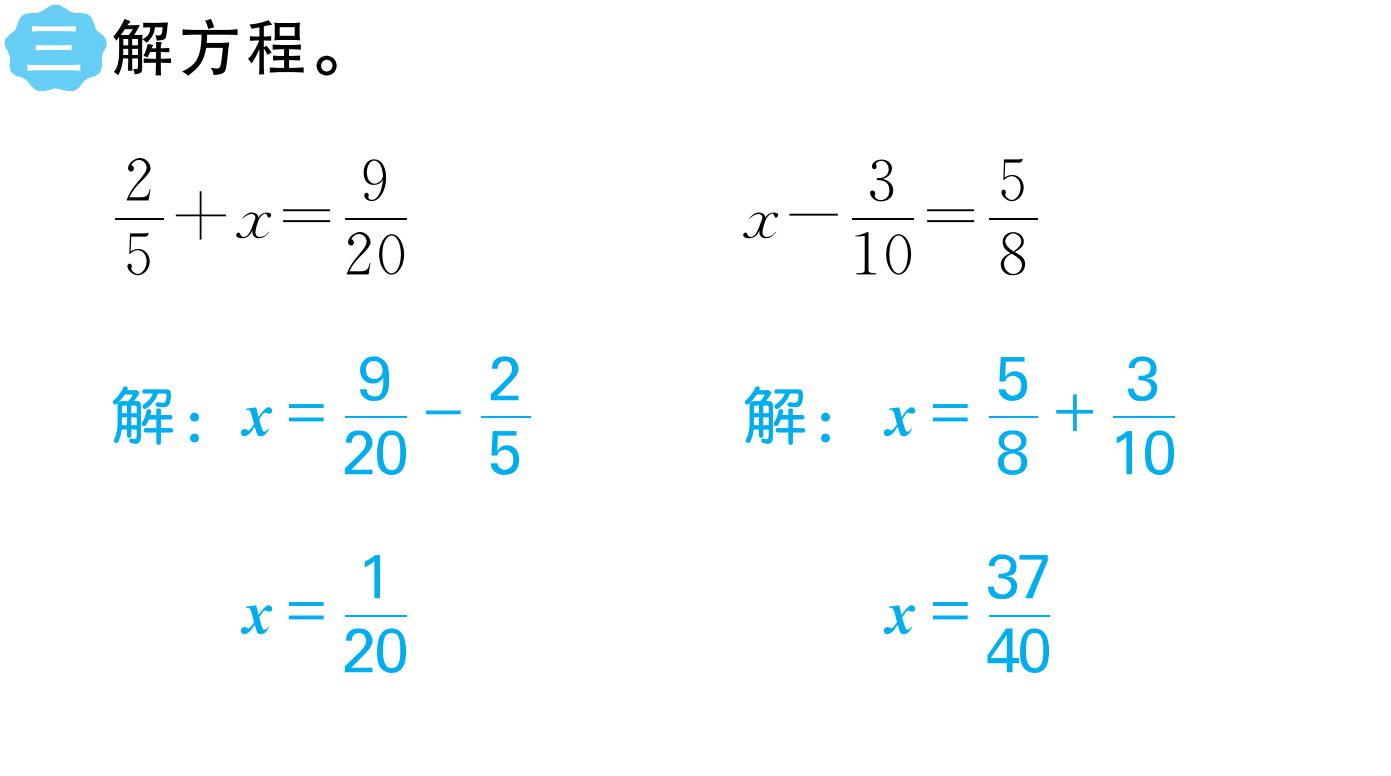 三 解方程。
2/5 + x = 9/20
x − 3/10 = 5/8
解：x = 9/20 − 2/5
解：x = 5/8 + 3/10
x = 1/20
x = 37/40